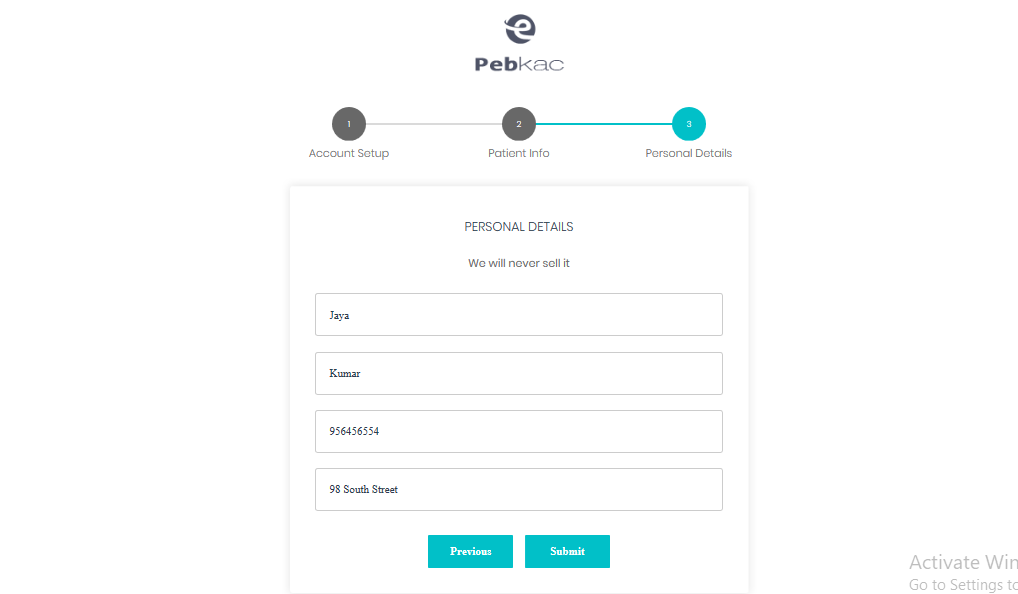 Pebkac
1 2 3
Account Setup Patient Info Personal Details
PERSONAL DETAILS
We will never sell it
Jaya
Kumar
956456554
98 South Street
Previous Submit
Activate Win
Go to Settings to